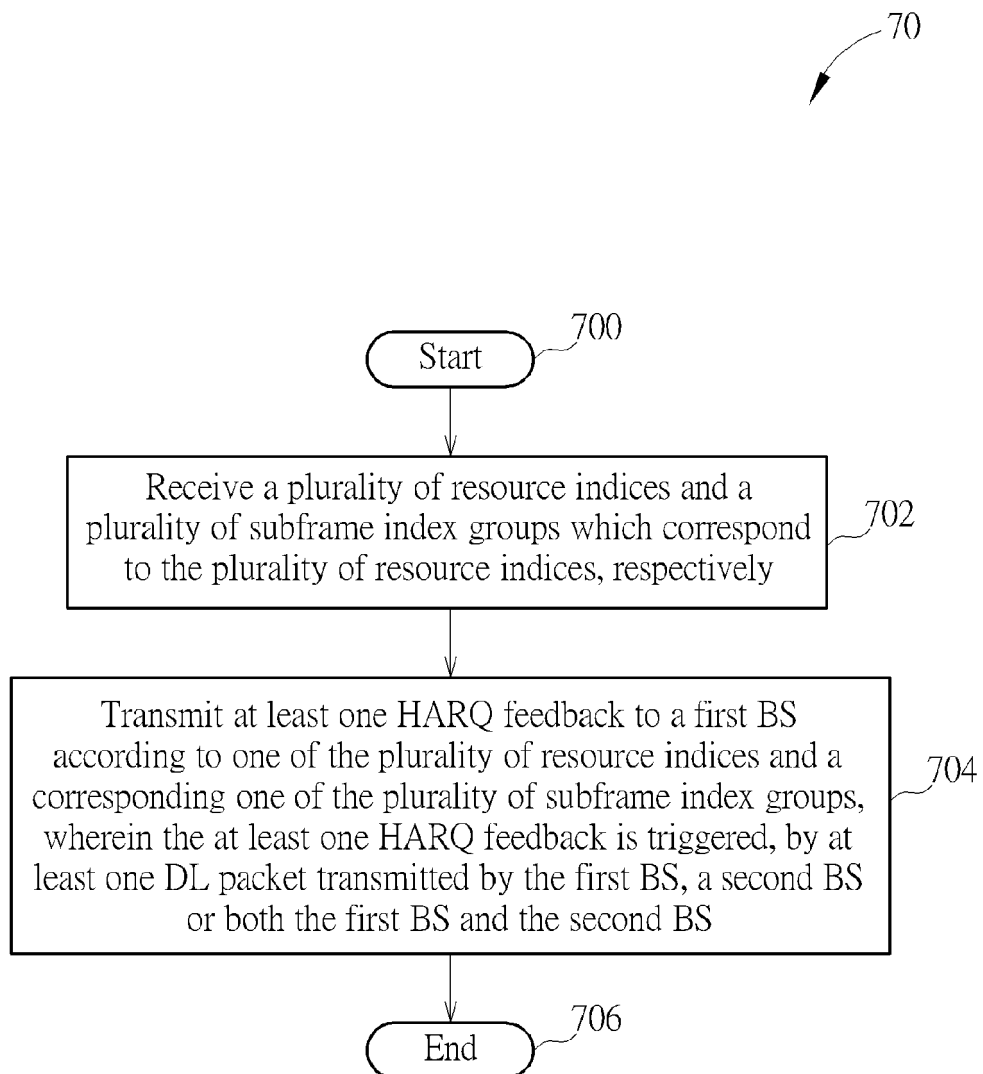 70
Start
700
Receive a plurality of resource indices and a
plurality of subframe index groups which correspond
to the plurality of resource indices, respectively
702
Transmit at least one HARQ feedback to a first BS
according to one of the plurality of resource indices and a
corresponding one of the plurality of subframe index groups,
wherein the at least one HARQ feedback is triggered, by at
least one DL packet transmitted by the first BS, a second BS
or both the first BS and the second BS
704
End
706